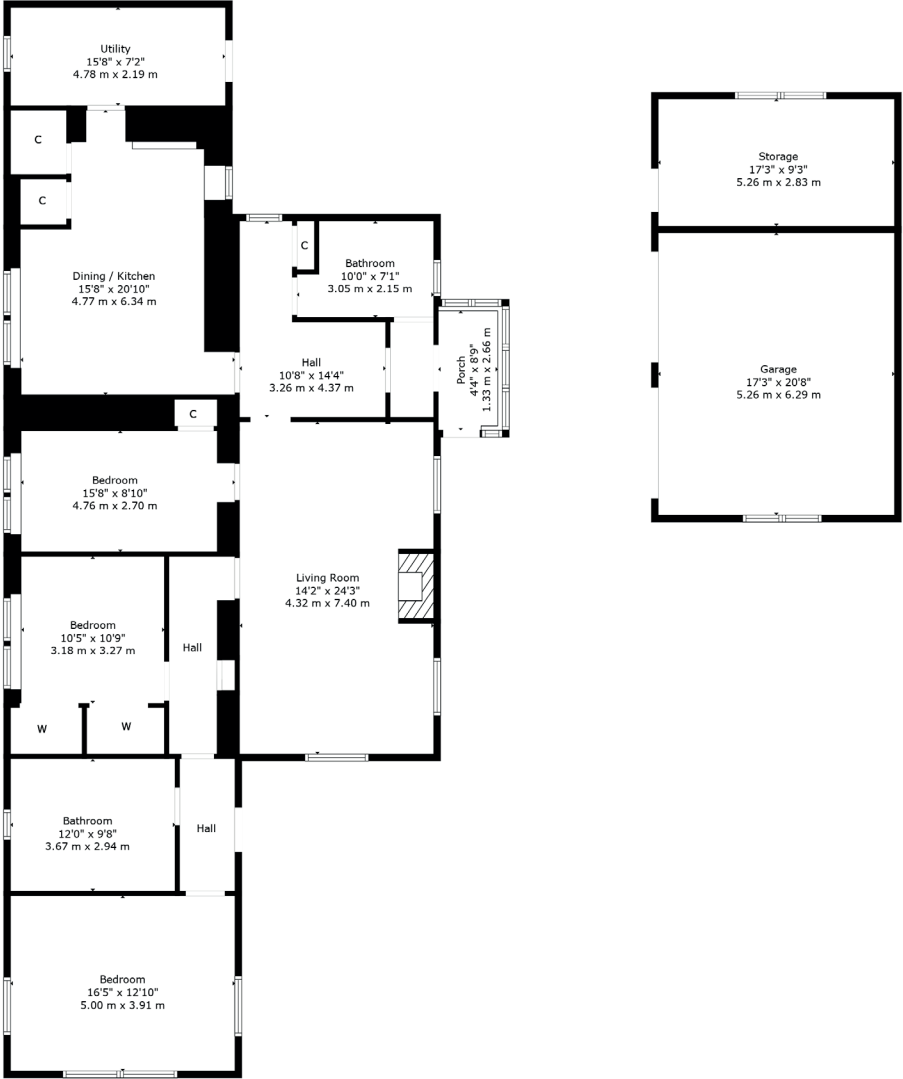 Utility
15'8" x 7'2"
4.78 m x 2.19 m
C
C
Dining / Kitchen
15'8" x 20'10"
4.77 m x 6.34 m
C
Bathroom
10'0" x 7'1"
3.05 m x 2.15 m
Hall
10'8" x 14'4"
3.26 m x 4.37 m
Porch
4'4" x 8'9"
1.33 m x 2.66 m
C
Bedroom
15'8" x 8'10"
4.76 m x 2.70 m
Living Room
14'2" x 24'3"
4.32 m x 7.40 m
Bedroom
10'5" x 10'9"
3.18 m x 3.27 m
Hall
W
W
Bathroom
12'0" x 9'8"
3.67 m x 2.94 m
Hall
Bedroom
16'5" x 12'10"
5.00 m x 3.91 m
Storage
17'3" x 9'3"
5.26 m x 2.83 m
Garage
17'3" x 20'8"
5.26 m x 6.29 m